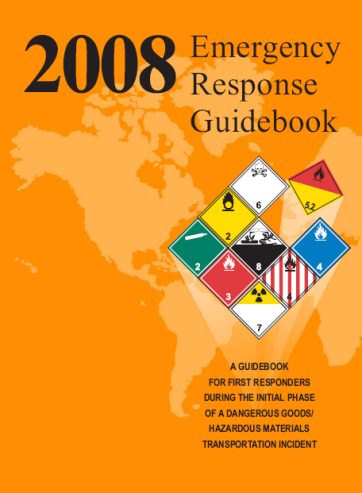 2008 Emergency
Response
Guidebook
6
5.2
2
2
8
4
3
4
7
A GUIDEBOOK
FOR FIRST RESPONDERS
DURING THE INITIAL PHASE
OF A DANGEROUS GOODS/
HAZARDOUS MATERIALS
TRANSPORTATION INCIDENT